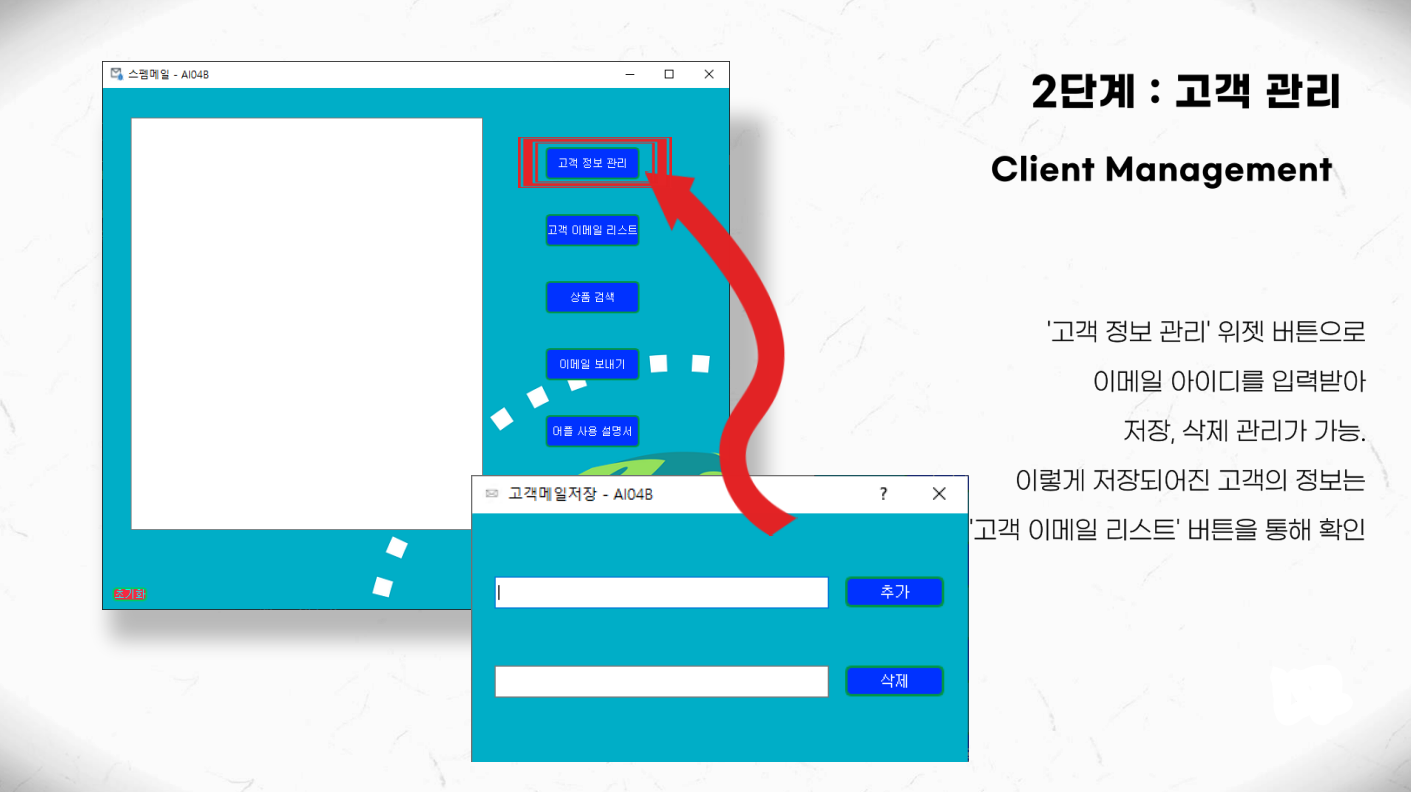 스펨메일 - AI04B
고객 정보 관리
고객 이메일 리스트
상품 검색
이메일 보내기
어플 사용 설명서
초기화
고객메일저장 - AI04B
?
추가
삭제
2단계 : 고객 관리
Client Management
'고객 정보 관리' 위젯 버튼으로
이메일 아이디를 입력받아
저장, 삭제 관리가 가능.
이렇게 저장되어진 고객의 정보는
'고객 이메일 리스트' 버튼을 통해 확인